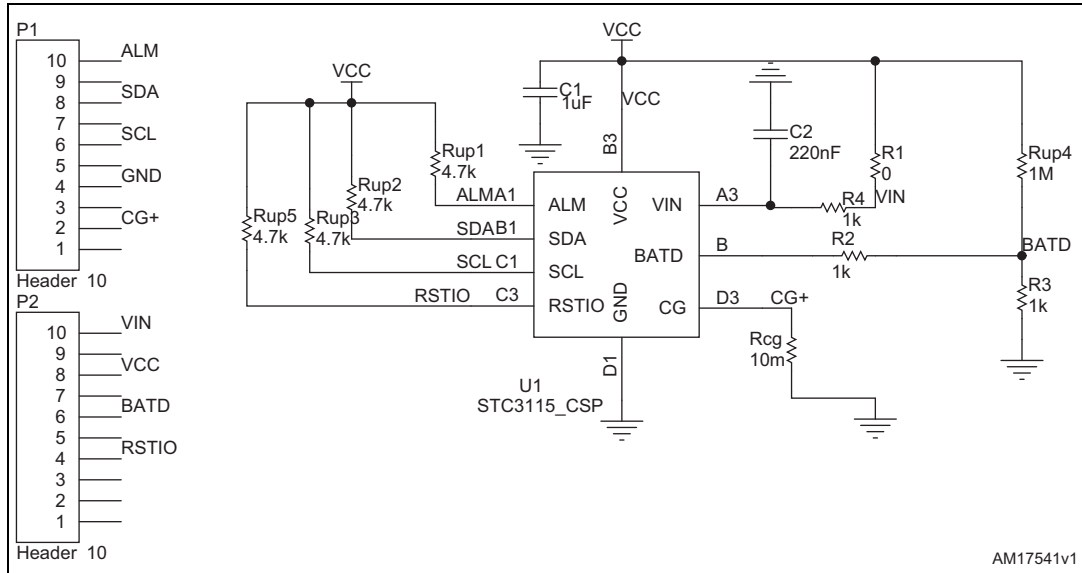 P1
10 ALM
9
8 SDA
7
6 SCL
5
4 GND
3
2 CG+
1
Header 10
P2
10 VIN
9
8 VCC
7
6 BATD
5
4 RSTIO
3
2
1
Header 10
VCC
Rup1
4.7k
Rup2
4.7k
Rup5
4.7k
Rup3
4.7k
ALM A1
SDA B1
SCL C1
RSTIO C3
VCC
C1
1uF
VCC
B3
C2
220nF
R1
0
VIN
Rup4
1M
ALM
SDA
SCL
RSTIO
VCC
GND
VIN
BATD
CG
A3
R4
1k
B
R2
1k
BATD
R3
1k
D3
CG+
Rcg
10m
D1
U1
STC3115_CSP
AM17541v1